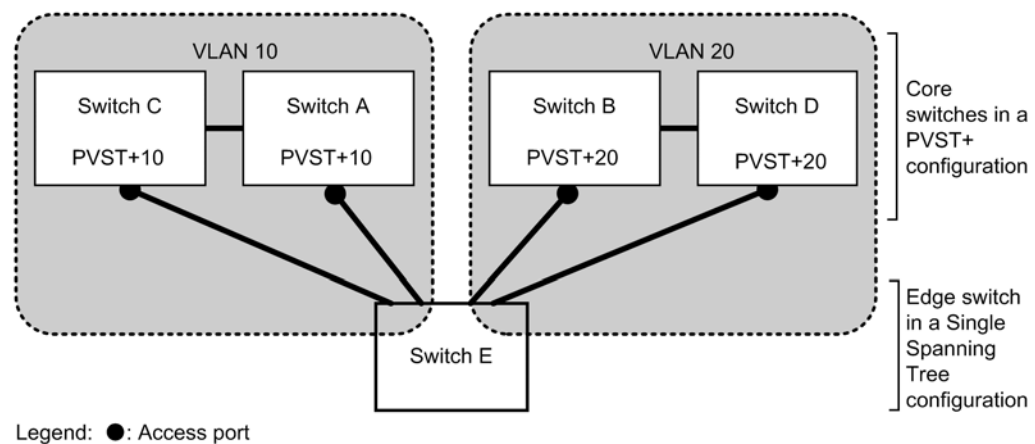 VLAN 10
Switch C
PVST+10
Switch A
PVST+10
VLAN 20
Switch B
PVST+20
Switch D
PVST+20
Core
switches in a
PVST+
configuration
Switch E
Edge switch
in a Single
Spanning
Tree
configuration
Legend: ●: Access port